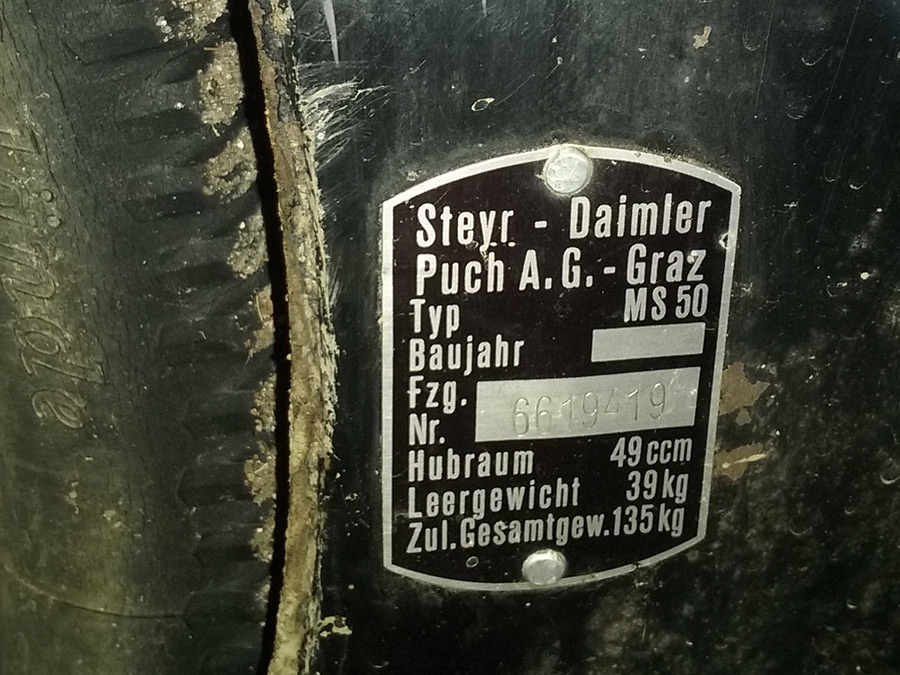 Steyr - Daimler
Puch A.G. - Graz
Typ MS 50
Baujahr
Fzg. Nr. 6619419
Hubraum 49 ccm
Leergewicht 39 kg
Zul. Gesamtgew. 135 kg